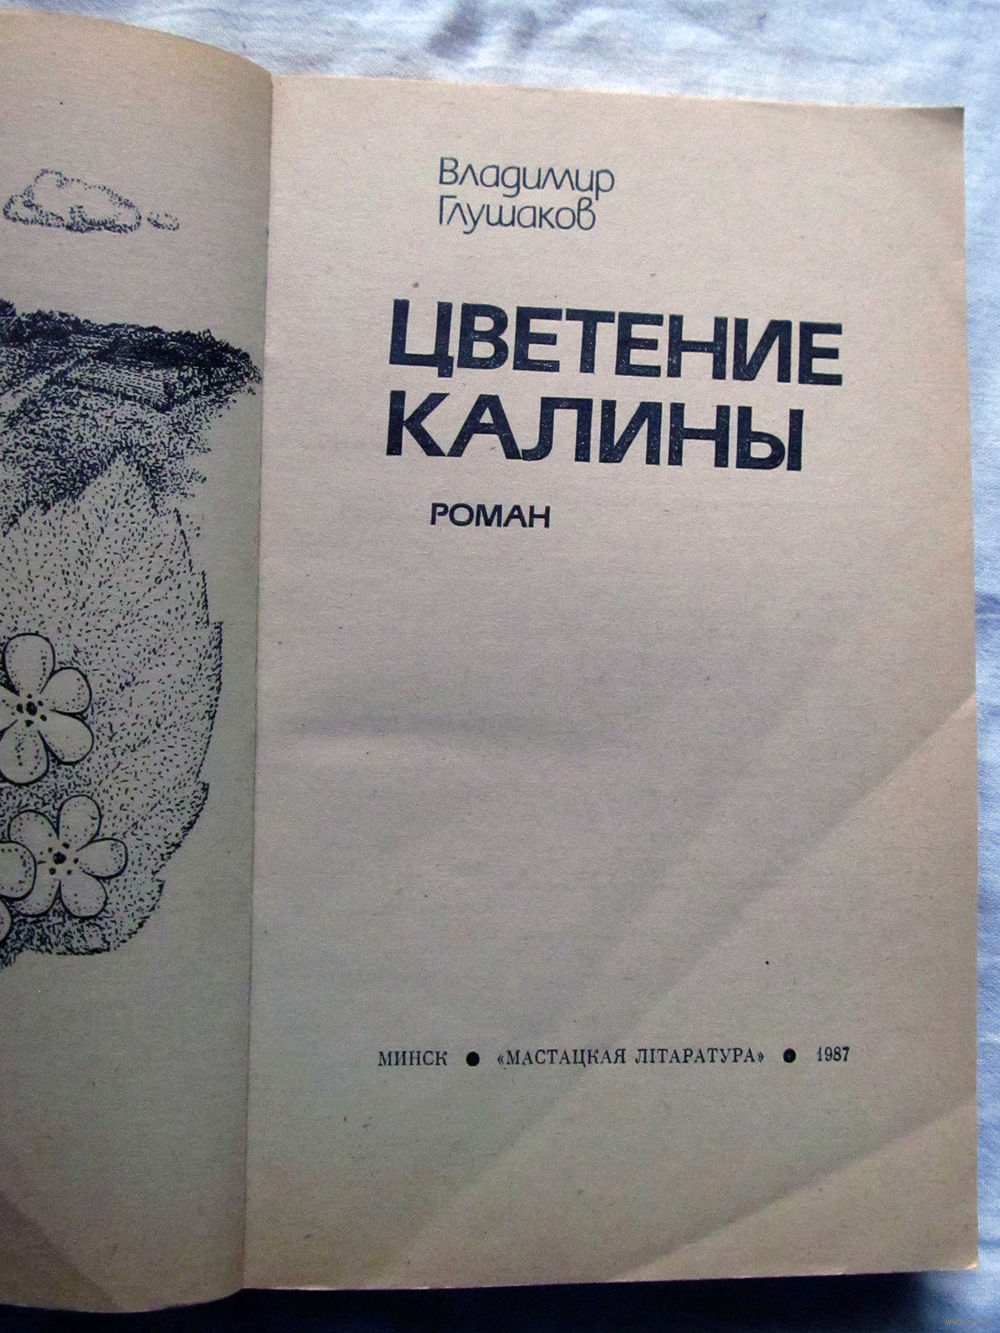 Владимир
Глушаков
ЦВЕТЕНИЕ
КАЛИНЫ
РОМАН
МИНСК ● «МАСТАЦКАЯ ЛІТАРАТУРА» ● 1987